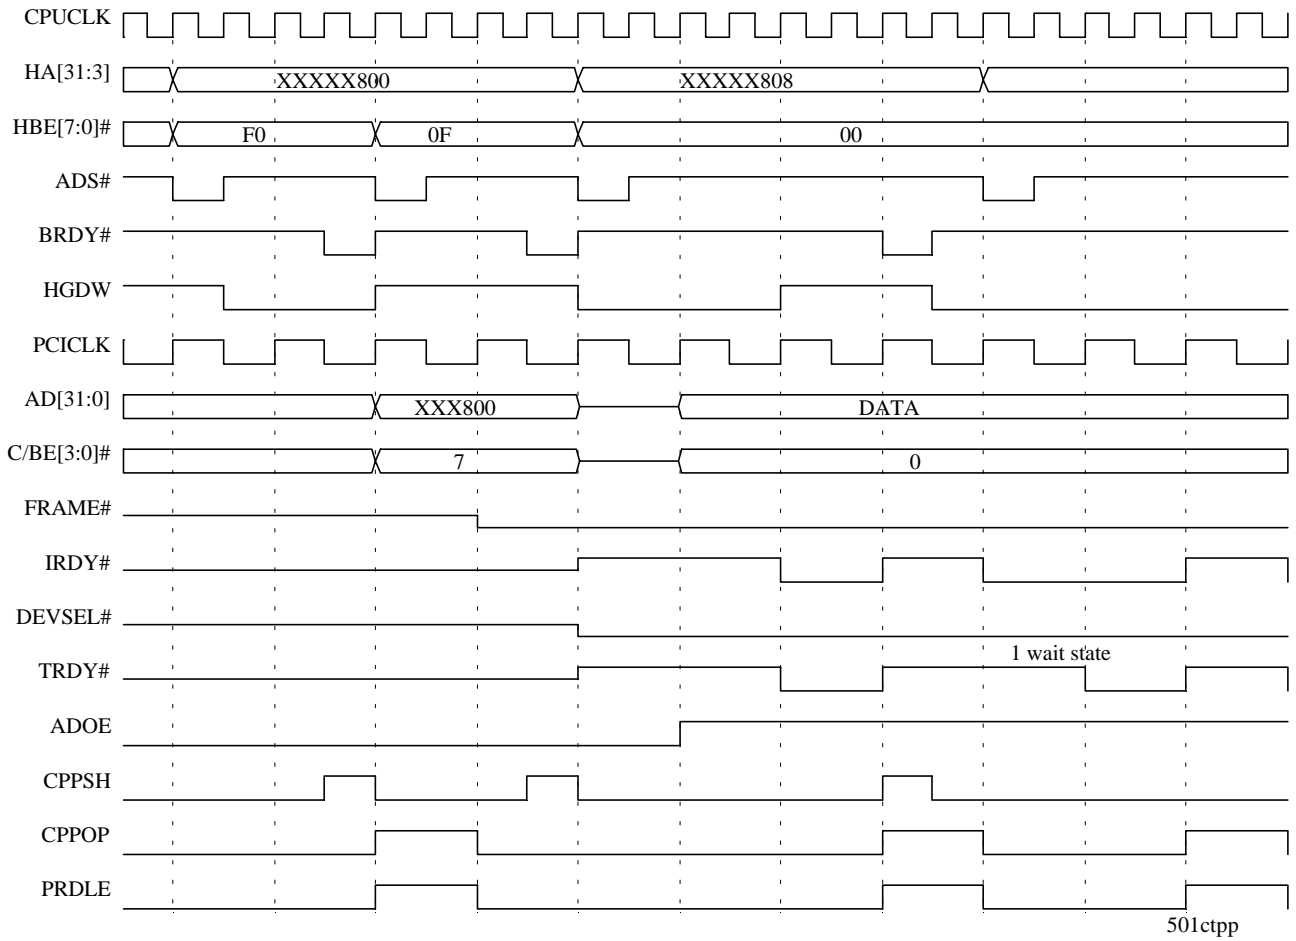 CPUCLK
HA[31:3] XXXXX800 XXXXX808
HBE[7:0]# F0 0F 00
ADS#
BRDY#
HGDW
PCICLK
AD[31:0] XXX800 DATA
C/BE[3:0]# 7 0
FRAME#
IRDY#
DEVSEL#
1 wait state
TRDY#
ADOE
CPPSH
CPPOP
PRDLE
501ctpp